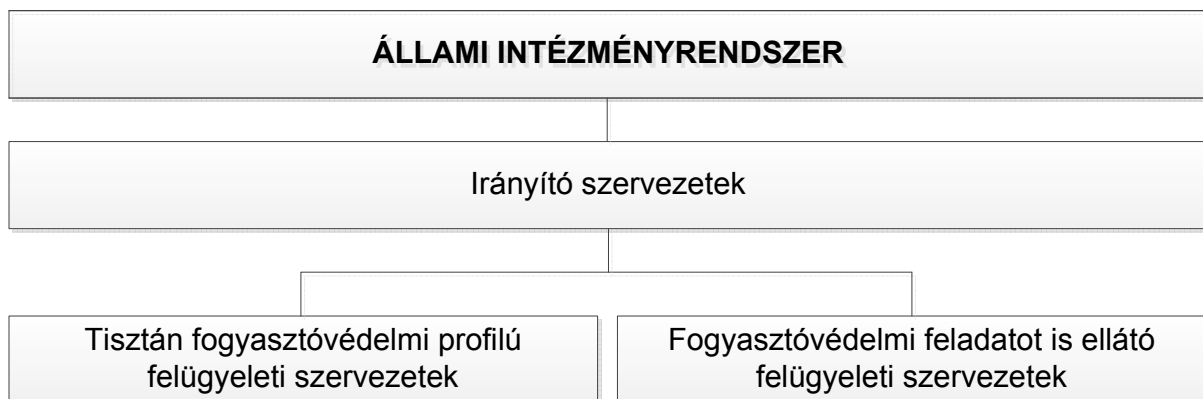 ÁLLAMI INTÉZMÉNYRENDSZER
Irányító szervezetek
Tisztán fogyasztóvédelmi profilú
felügyeleti szervezetek
Fogyasztóvédelmi feladatot is ellátó
felügyeleti szervezetek